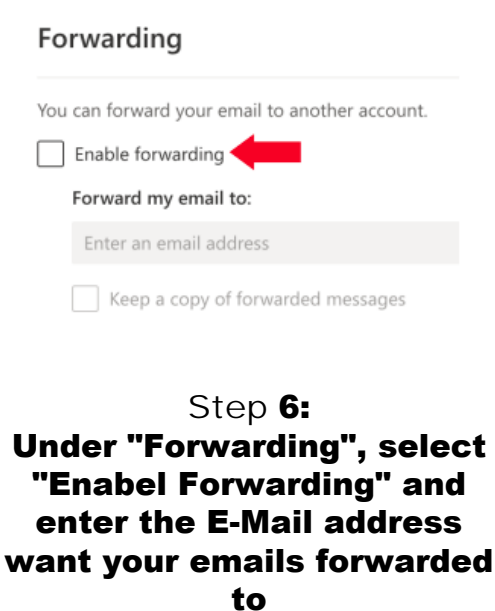 Forwarding
You can forward your email to another account.
Enable forwarding
Forward my email to:
Enter an email address
Keep a copy of forwarded messages
Step 6:
Under "Forwarding", select
"Enabel Forwarding" and
enter the E-Mail address
want your emails forwarded
to